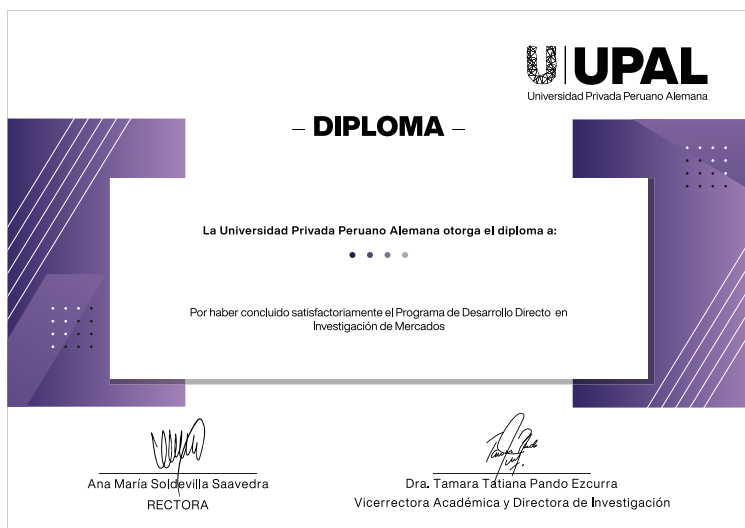 UPAL
Universidad Privada Peruano Alemana
– DIPLOMA –
La Universidad Privada Peruano Alemana otorga el diploma a:
Por haber concluido satisfactoriamente el Programa de Desarrollo Directo en
Investigación de Mercados
Ana María Soldevilla Saavedra
RECTORA
Dra. Tamara Tatiana Pando Ezcurra
Vicerrectora Académica y Directora de Investigación